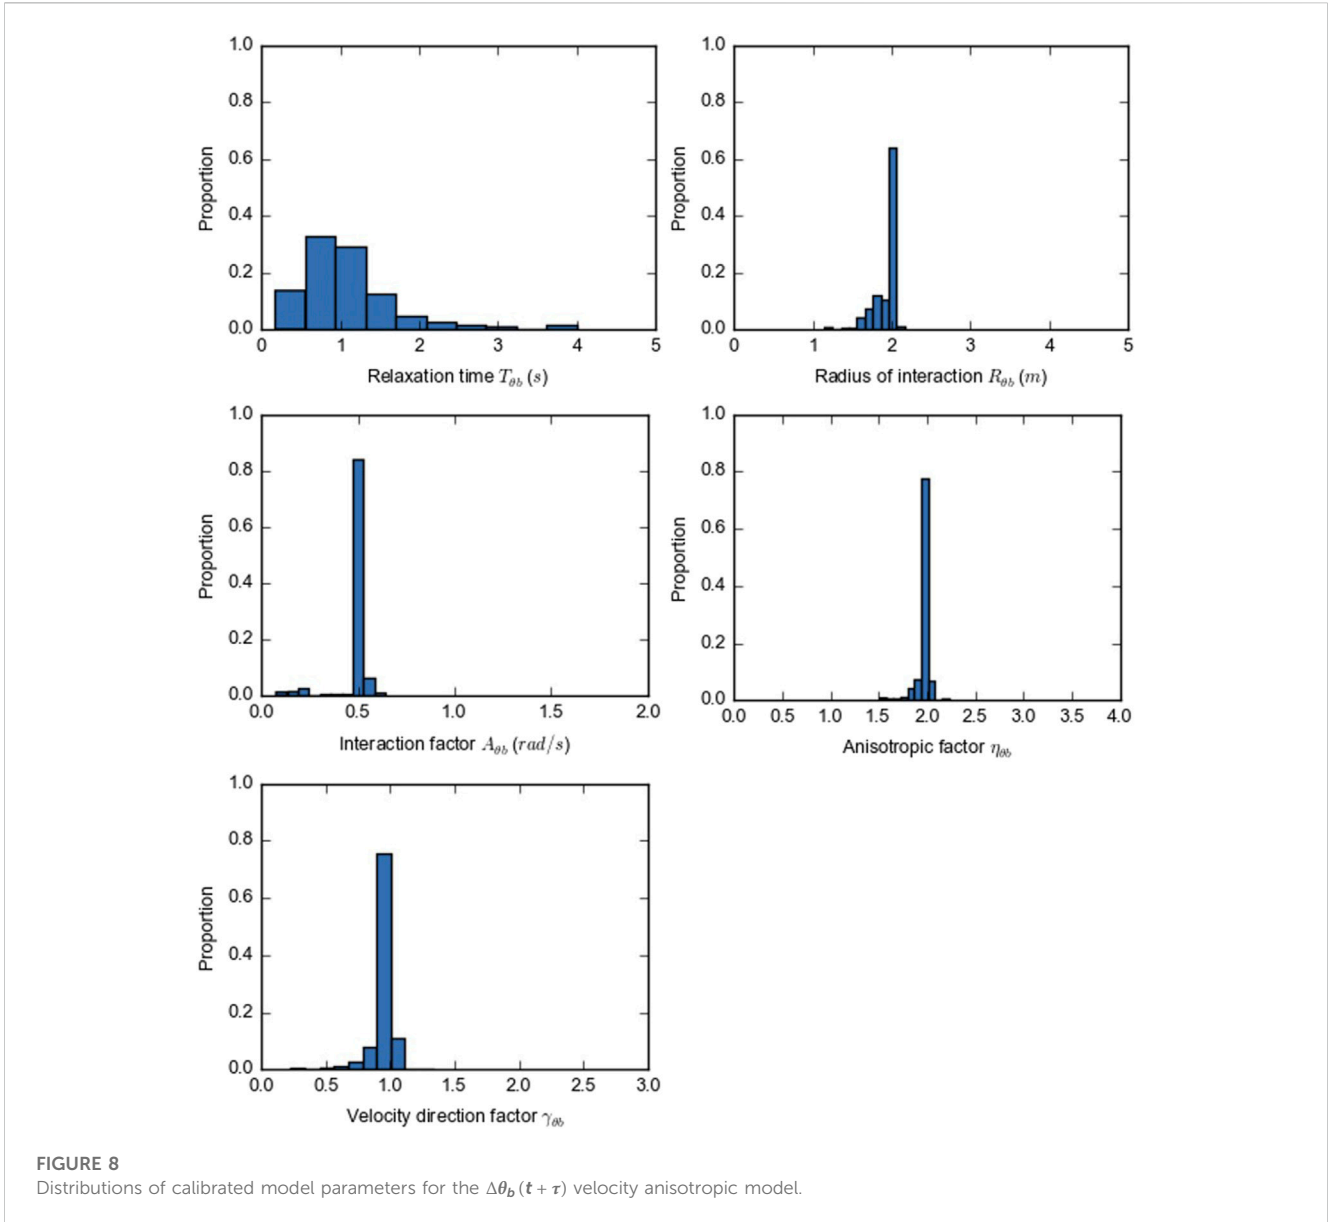 1.0
0.8
0.6
0.4
0.2
0.0
Proportion
0 1 2 3 4 5
Relaxation time T_θb (s)
1.0
0.8
0.6
0.4
0.2
0.0
Proportion
0 1 2 3 4 5
Radius of interaction R_θb (m)
1.0
0.8
0.6
0.4
0.2
0.0
Proportion
0.0 0.5 1.0 1.5 2.0
Interaction factor A_θb (rad/s)
1.0
0.8
0.6
0.4
0.2
0.0
Proportion
0.0 0.5 1.0 1.5 2.0 2.5 3.0 3.5 4.0
Anisotropic factor η_θb
1.0
0.8
0.6
0.4
0.2
0.0
Proportion
0.0 0.5 1.0 1.5 2.0 2.5 3.0
Velocity direction factor γ_θb
FIGURE 8
Distributions of calibrated model parameters for the Δθ_b (t + τ) velocity anisotropic model.